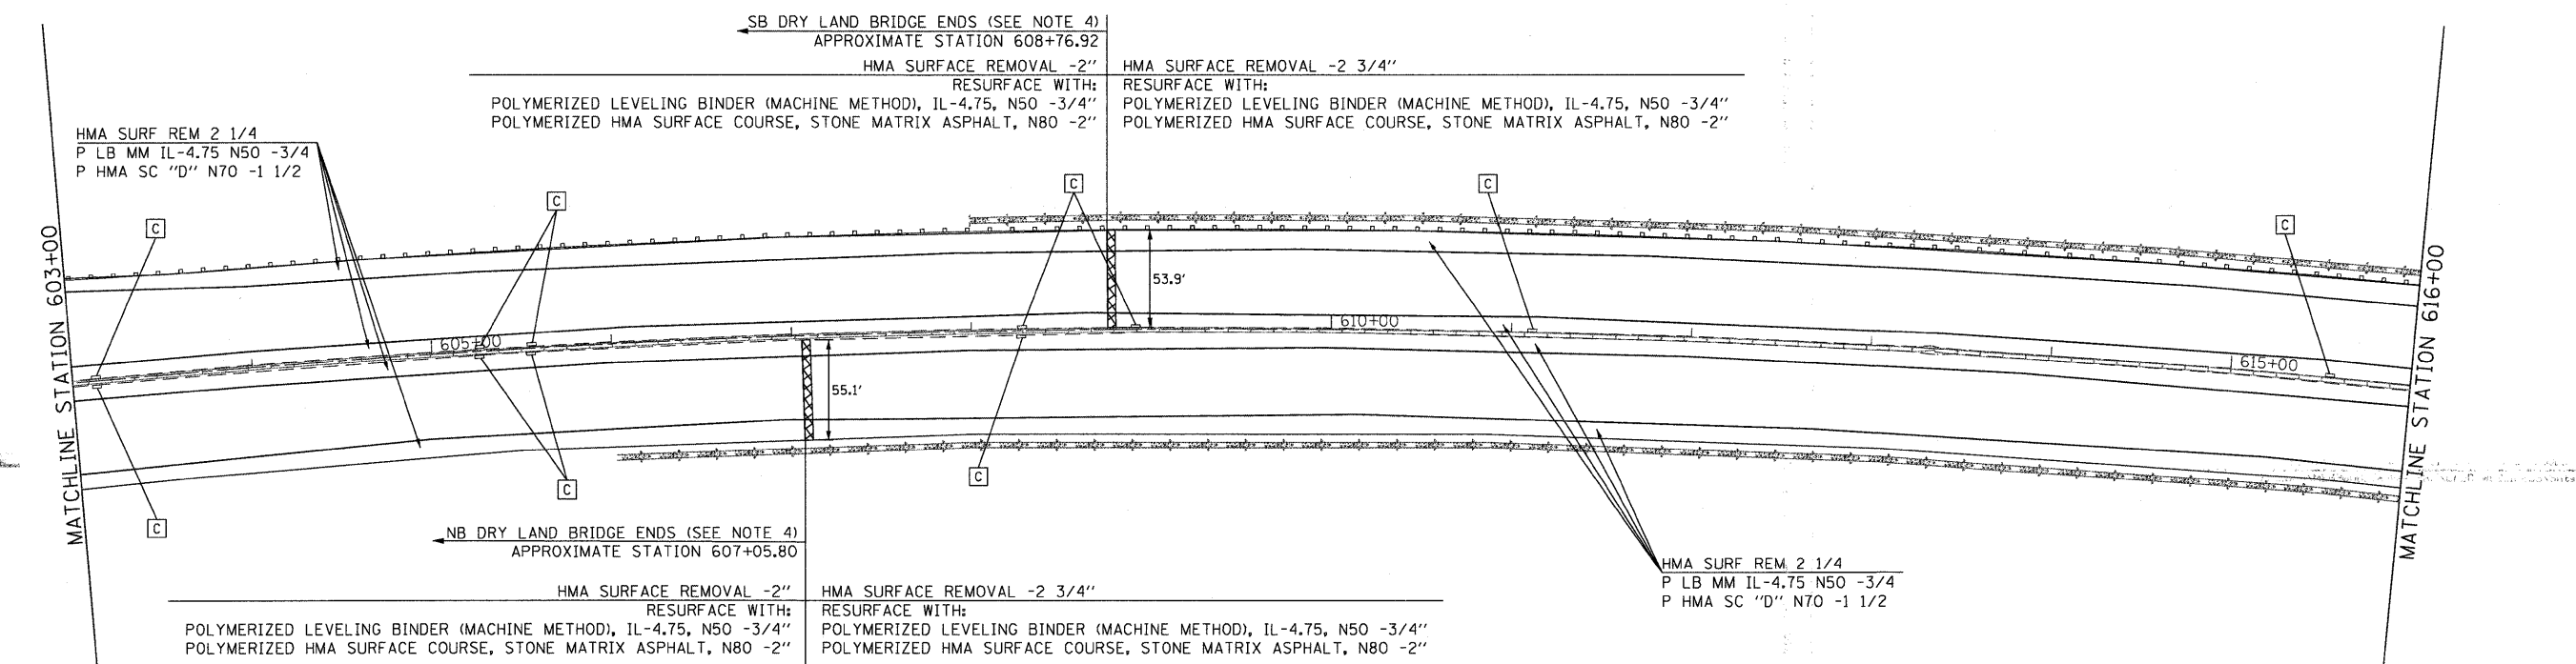 SB DRY LAND BRIDGE ENDS (SEE NOTE 4)
APPROXIMATE STATION 608+76.92
HMA SURFACE REMOVAL -2"
RESURFACE WITH:
POLYMERIZED LEVELING BINDER (MACHINE METHOD), IL-4.75, N50 -3/4"
POLYMERIZED HMA SURFACE COURSE, STONE MATRIX ASPHALT, N80 -2"
HMA SURFACE REMOVAL -2 3/4"
RESURFACE WITH:
POLYMERIZED LEVELING BINDER (MACHINE METHOD), IL-4.75, N50 -3/4"
POLYMERIZED HMA SURFACE COURSE, STONE MATRIX ASPHALT, N80 -2"
HMA SURF REM 2 1/4
P LB MM IL-4.75 N50 -3/4
P HMA SC "D" N70 -1 1/2
C
C
C
C
C
MATCHLINE STATION 603+00
53.9'
610+00
605+00
615+00
55.1'
MATCHLINE STATION 616+00
C
C
C
NB DRY LAND BRIDGE ENDS (SEE NOTE 4)
APPROXIMATE STATION 607+05.80
HMA SURFACE REMOVAL -2"
RESURFACE WITH:
POLYMERIZED LEVELING BINDER (MACHINE METHOD), IL-4.75, N50 -3/4"
POLYMERIZED HMA SURFACE COURSE, STONE MATRIX ASPHALT, N80 -2"
HMA SURFACE REMOVAL -2 3/4"
RESURFACE WITH:
POLYMERIZED LEVELING BINDER (MACHINE METHOD), IL-4.75, N50 -3/4"
POLYMERIZED HMA SURFACE COURSE, STONE MATRIX ASPHALT, N80 -2"
HMA SURF REM 2 1/4
P LB MM IL-4.75 N50 -3/4
P HMA SC "D" N70 -1 1/2